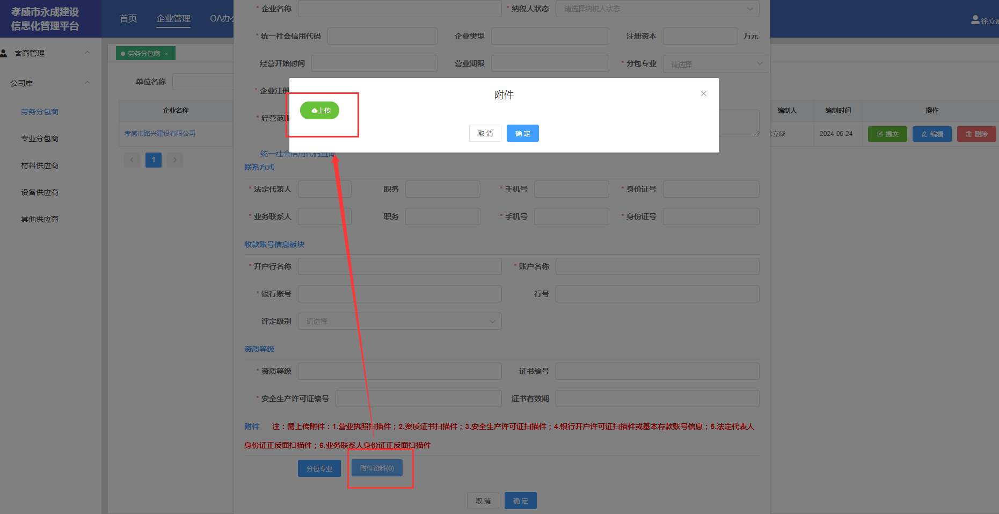 孝感市永成建设
信息化管理平台
首页 企业管理 OA办
徐立
客商管理
公司库
劳务分包商
专业分包商
材料供应商
设备供应商
其他供应商
劳务分包商 ×
单位名称
企业名称
孝感市路兴建设有限公司
1
* 企业名称 * 纳税人状态 请选择纳税人状态
* 统一社会信用代码 企业类型 注册资本 万元
经营开始时间 营业期限 * 分包专业 请选择
* 企业注册
* 经营范围
附件
上传
取消 确定
统一社会信用代码查询
联系方式
* 法定代表人 职务 * 手机号 * 身份证号
* 业务联系人 职务 * 手机号 * 身份证号
收款账号信息板块
* 开户行名称 * 账户名称
* 银行账号 行号
评定级别 请选择
资质等级
* 资质等级 证书编号
* 安全生产许可证编号 证书有效期
附件 注：需上传附件：1.营业执照扫描件；2.资质证书扫描件；3.安全生产许可证扫描件；4.银行开户许可证扫描件或基本存款账号信息；5.法定代表人
身份证正反面扫描件；6.业务联系人身份证正反面扫描件
分包专业 附件资料(0)
取消 确定
编制人 编制时间 操作
立威 2024-06-24 提交 编辑 删除